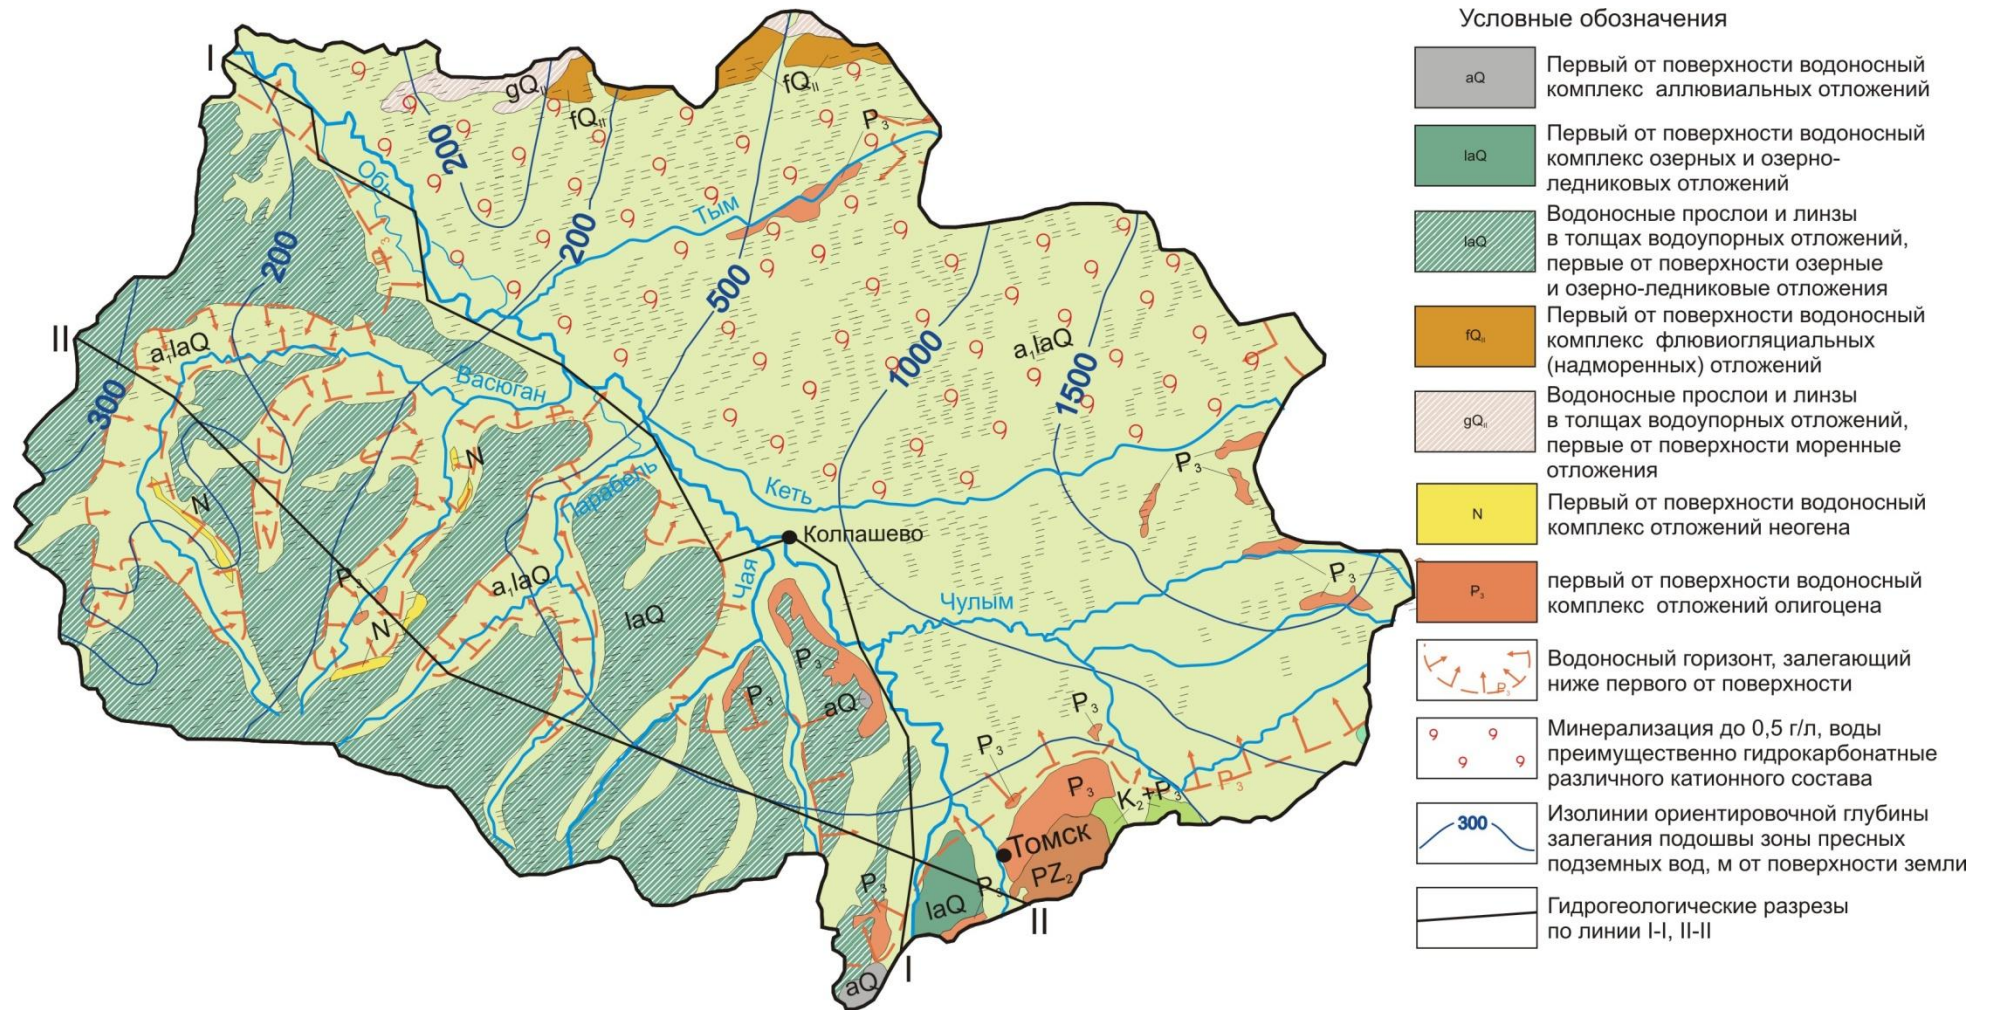 Условные обозначения
aQ
Первый от поверхности водоносный
комплекс аллювиальных отложений
laQ
Первый от поверхности водоносный
комплекс озерных и озерно-
ледниковых отложений
laQ
Водоносные прослои и линзы
в толщах водоупорных отложений,
первые от поверхности озерные
и озерно-ледниковые отложения
fQII
Первый от поверхности водоносный
комплекс флювиогляциальных
(надморенных) отложений
gQII
Водоносные прослои и линзы
в толщах водоупорных отложений,
первые от поверхности моренные
отложения
N
Первый от поверхности водоносный
комплекс отложений неогена
P3
первый от поверхности водоносный
комплекс отложений олигоцена
P3
Водоносный горизонт, залегающий
ниже первого от поверхности
Минерализация до 0,5 г/л, воды
преимущественно гидрокарбонатные
различного катионного состава
300
Изолинии ориентировочной глубины
залегания подошвы зоны пресных
подземных вод, м от поверхности земли
Гидрогеологические разрезы
по линии I-I, II-II
I
gQII
fQII
fQII
P3
200
Обь
Тым
200
200
P3
500
II
a1laQ
1000
a1laQ
1500
300
Васюган
P3
N
Парабель
Кеть
P3
N
Колпашево
P3
a1laQ
Чая
P3
N
laQ
Чулым
P3
P3
aQ
P3
P3
P3
P3
K2+P3
Томск
PZ2
P3
P3
laQ
II
I
aQ